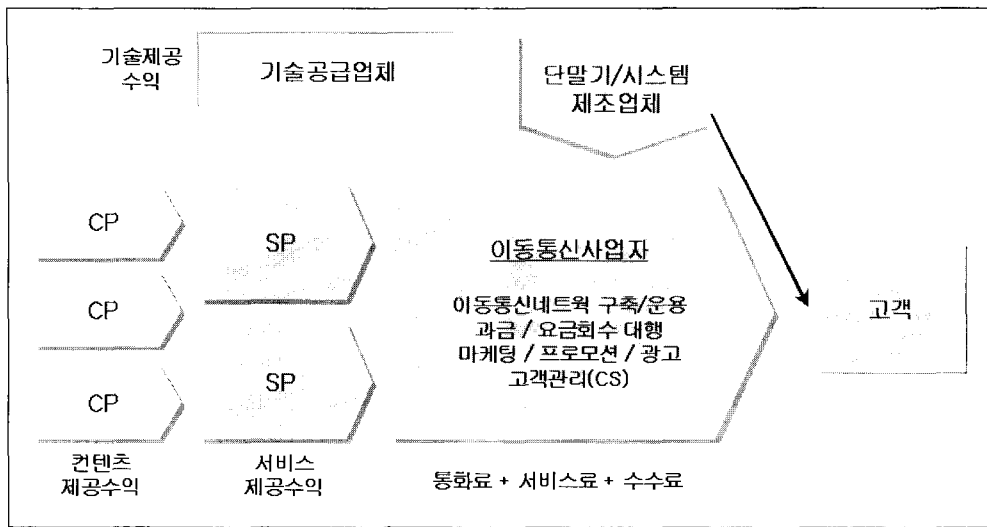 기술제공
수익
기술공급업체
단말기/시스템
제조업체
CP
CP
CP
SP
SP
이동통신사업자
이동통신네트웍 구축/운용
과금 / 요금회수 대행
마케팅 / 프로모션 / 광고
고객관리(CS)
고객
컨텐츠
제공수익
서비스
제공수익
통화료 + 서비스료 + 수수료